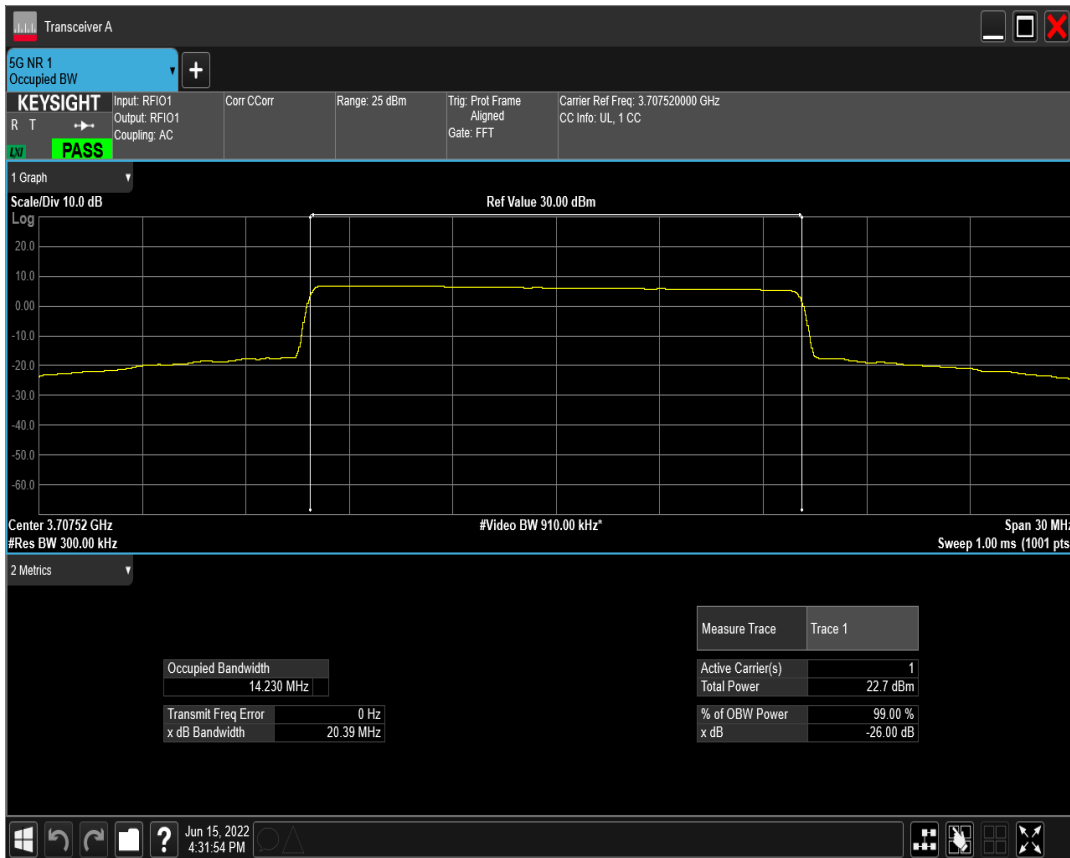 Transceiver A
5G NR 1
Occupied BW
+
KEYSIGHT
R T
LXI
PASS
Input: RFIO1
Output: RFIO1
Coupling: AC
Corr CCorr
Range: 25 dBm
Trig: Prot Frame
Aligned
Gate: FFT
Carrier Ref Freq: 3.707520000 GHz
CC Info: UL, 1 CC
1 Graph
Scale/Div 10.0 dB
Ref Value 30.00 dBm
Log
20.0
10.0
0.00
-10.0
-20.0
-30.0
-40.0
-50.0
-60.0
Center 3.70752 GHz
#Video BW 910.00 kHz*
Span 30 MHz
#Res BW 300.00 kHz
Sweep 1.00 ms (1001 pts
2 Metrics
Measure Trace Trace 1
Occupied Bandwidth
14.230 MHz
Active Carrier(s) 1
Total Power 22.7 dBm
Transmit Freq Error 0 Hz
x dB Bandwidth 20.39 MHz
% of OBW Power 99.00 %
x dB -26.00 dB
?
Jun 15, 2022
4:31:54 PM